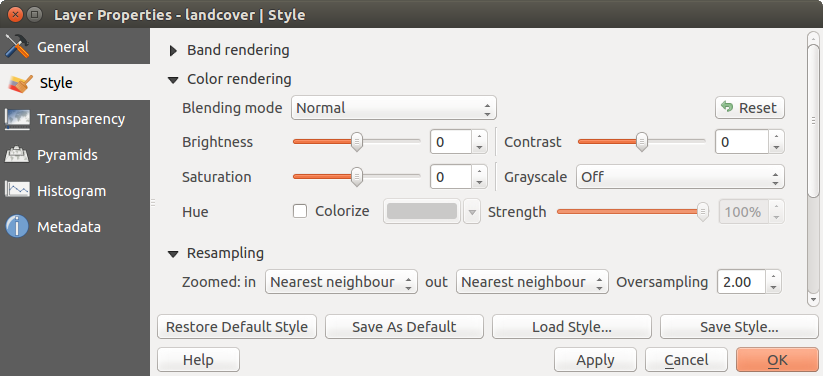 Layer Properties - landcover | Style
General
Style
Transparency
Pyramids
Histogram
Metadata
Band rendering
Color rendering
Blending mode Normal Reset
Brightness 0 Contrast 0
Saturation 0 Grayscale Off
Hue Colorize Strength 100%
Resampling
Zoomed: in Nearest neighbour out Nearest neighbour Oversampling 2.00
Restore Default Style Save As Default Load Style... Save Style...
Help Apply Cancel OK